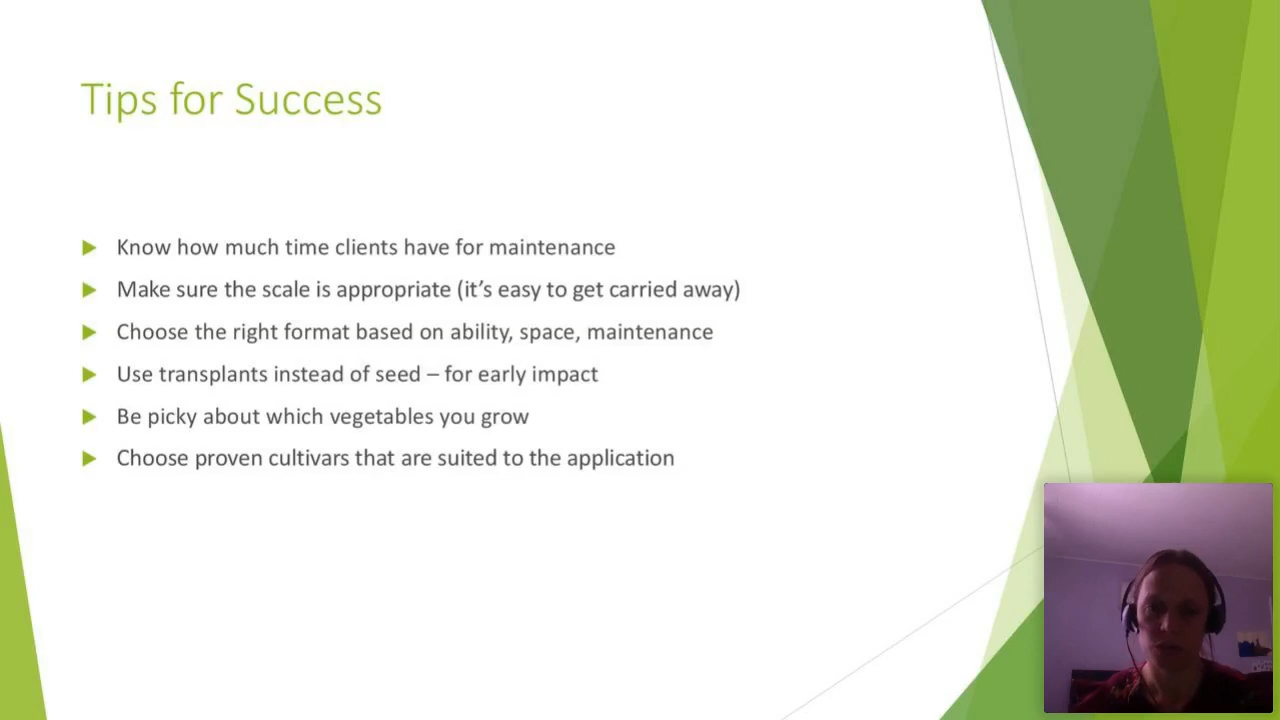 Tips for Success
Know how much time clients have for maintenance
Make sure the scale is appropriate (it’s easy to get carried away)
Choose the right format based on ability, space, maintenance
Use transplants instead of seed – for early impact
Be picky about which vegetables you grow
Choose proven cultivars that are suited to the application